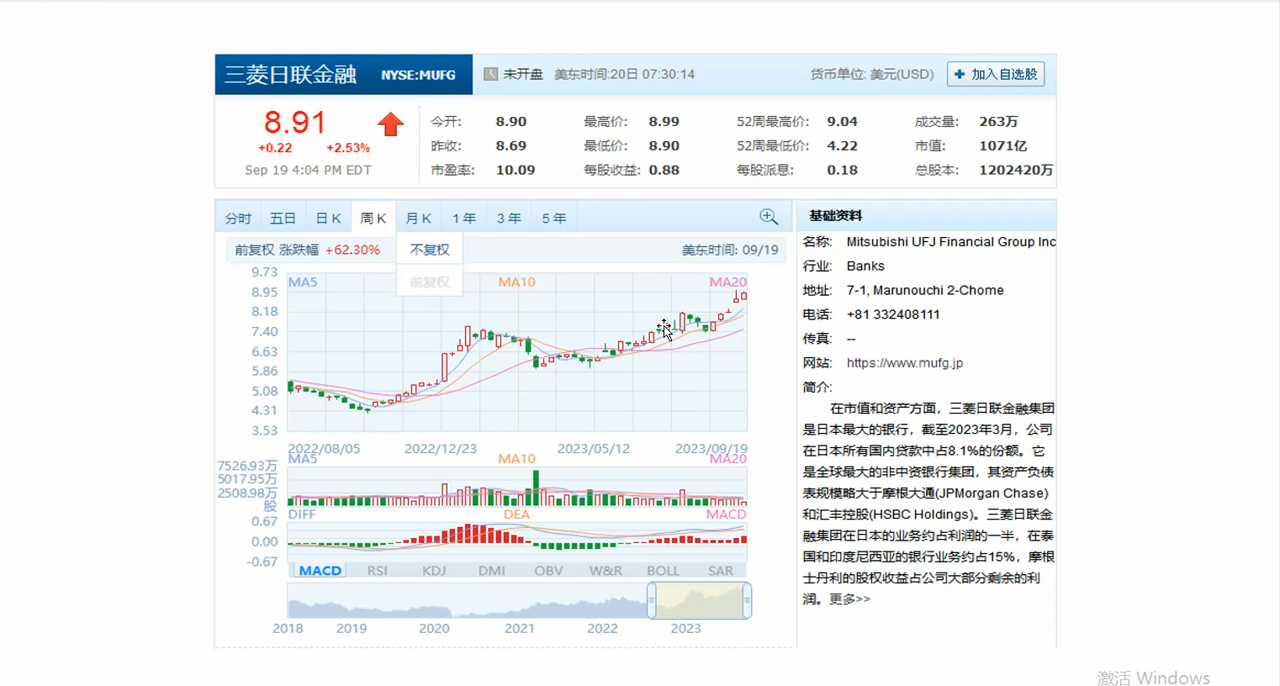 三菱日联金融 NYSE:MUFG 未开盘 美东时间:20日 07:30:14 货币单位: 美元(USD) + 加入自选股
8.91
+0.22 +2.53%
Sep 19 4:04 PM EDT
今开: 8.90 最高价: 8.99 52周最高价: 9.04 成交量: 263万
昨收: 8.69 最低价: 8.90 52周最低价: 4.22 市值: 1071亿
市盈率: 10.09 每股收益: 0.88 每股派息: 0.18 总股本: 1202420万
分时 五日 日K 周K 月K 1年 3年 5年
前复权 涨跌幅 +62.30% 不复权 美东时间: 09/19
前复权
MA5 MA10 MA20
9.73
8.95
8.18
7.40
6.63
5.86
5.08
4.31
3.53
2022/08/05 2022/12/23 2023/05/12 2023/09/19
MA5 MA10 MA20
7526.93万
5017.95万
2508.98万
股
DIFF DEA MACD
0.67
0.00
-0.67
MACD RSI KDJ DMI OBV W&R BOLL SAR
2018 2019 2020 2021 2022 2023
基础资料
名称: Mitsubishi UFJ Financial Group Inc
行业: Banks
地址: 7-1, Marunouchi 2-Chome
电话: +81 332408111
传真: --
网站: https://www.mufg.jp
简介:
在市值和资产方面，三菱日联金融集团
是日本最大的银行，截至2023年3月，公司
在日本所有国内贷款中占8.1%的份额。它
是全球最大的非中资银行集团，其资产负债
表规模略大于摩根大通(JPMorgan Chase)
和汇丰控股(HSBC Holdings)。三菱日联金
融集团在日本的业务约占利润的一半，在泰
国和印度尼西亚的银行业务约占15%，摩根
士丹利的股权收益占公司大部分剩余的利
润。更多>>
激活 Windows